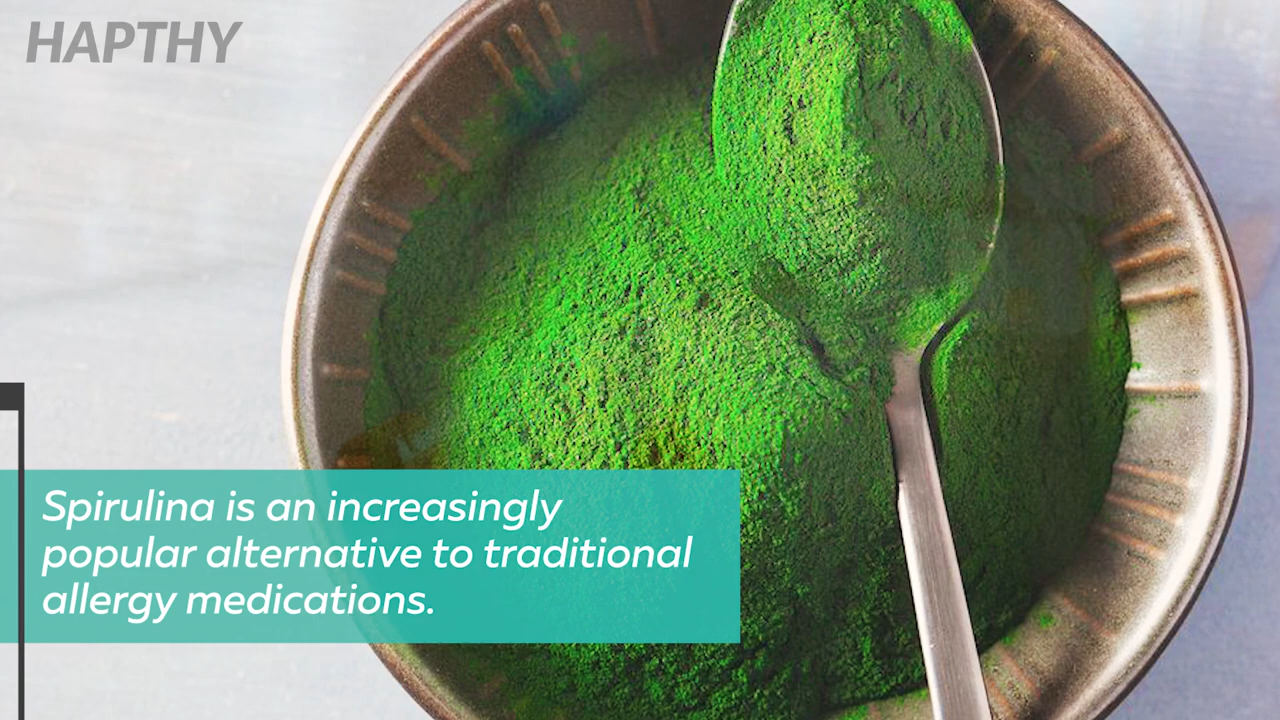 HAPTHY
Spirulina is an increasingly
popular alternative to traditional
allergy medications.